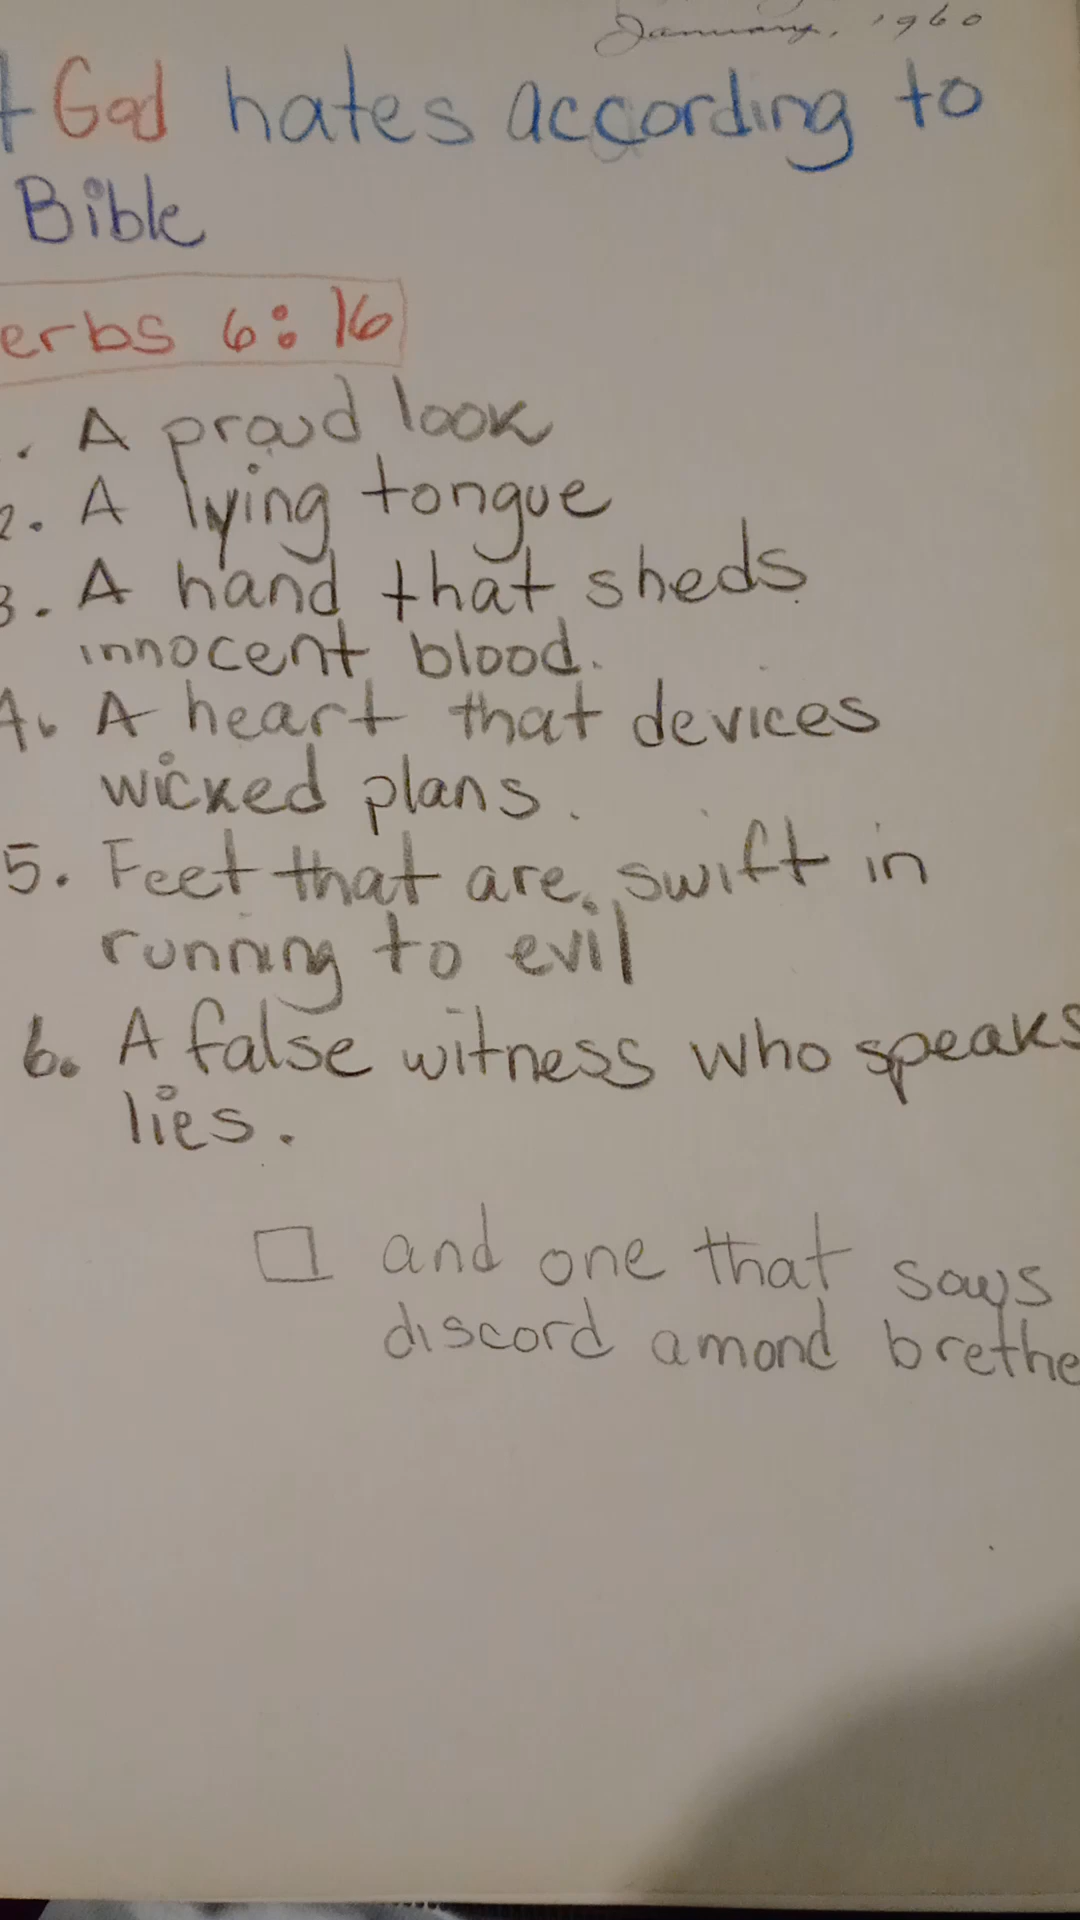 January, 1960
t God hates according to
Bible
erbs 6:16
. A proud look
2. A lying tongue
3. A hand that sheds
innocent blood.
4. A heart that devices
wicked plans.
5. Feet that are swift in
running to evil
6. A false witness who speaks
lies.
and one that sows
discord amond brethe